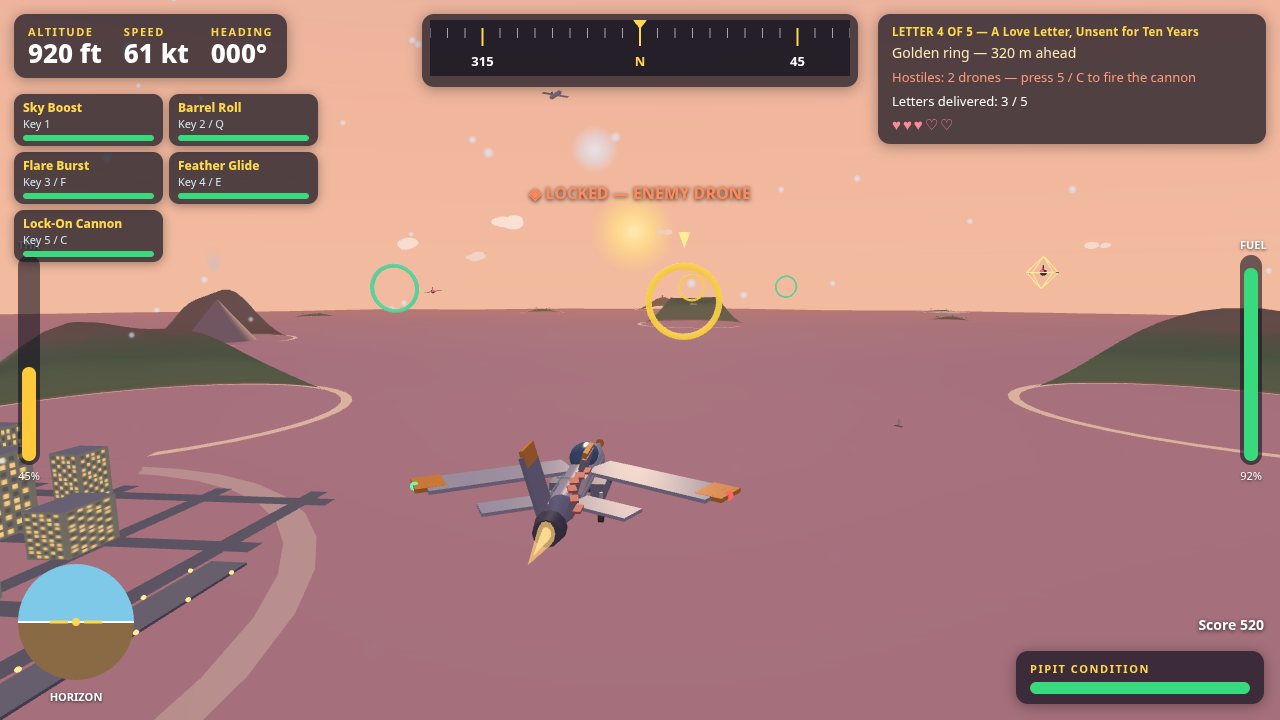 ALTITUDE SPEED HEADING
920 ft 61 kt 000°
315 N 45
LETTER 4 OF 5 — A Love Letter, Unsent for Ten Years
Golden ring — 320 m ahead
Hostiles: 2 drones — press 5 / C to fire the cannon
Letters delivered: 3 / 5
♥♥♥♡♡
Sky Boost
Key 1
Barrel Roll
Key 2 / Q
Flare Burst
Key 3 / F
Feather Glide
Key 4 / E
Lock-On Cannon
Key 5 / C
◆ LOCKED — ENEMY DRONE
FUEL
45%
92%
HORIZON
Score 520
PIPIT CONDITION